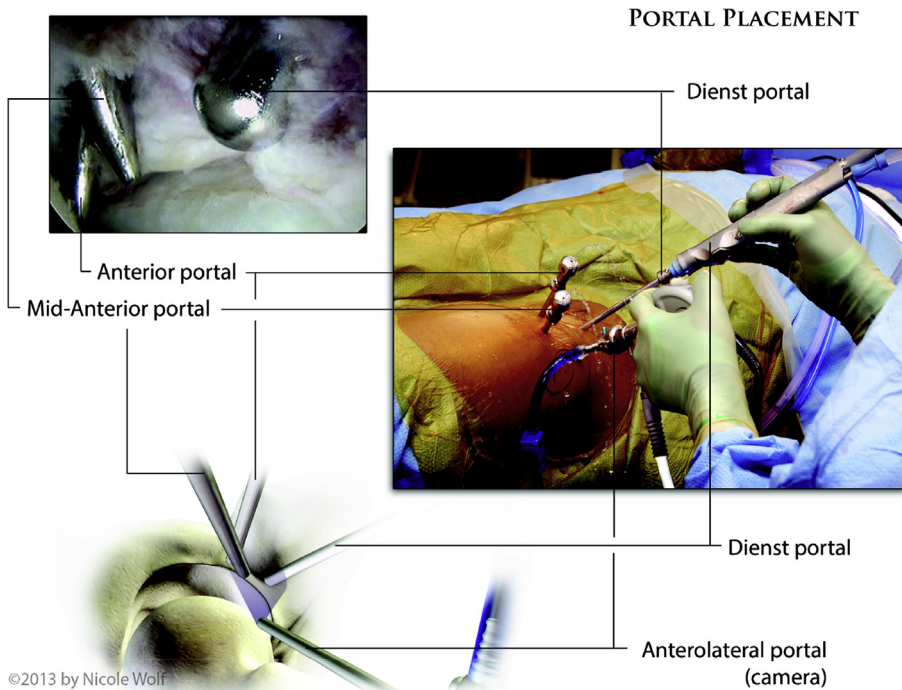 PORTAL PLACEMENT
Dienst portal
Anterior portal
Mid-Anterior portal
Dienst portal
Anterolateral portal
(camera)
©2013 by Nicole Wolf